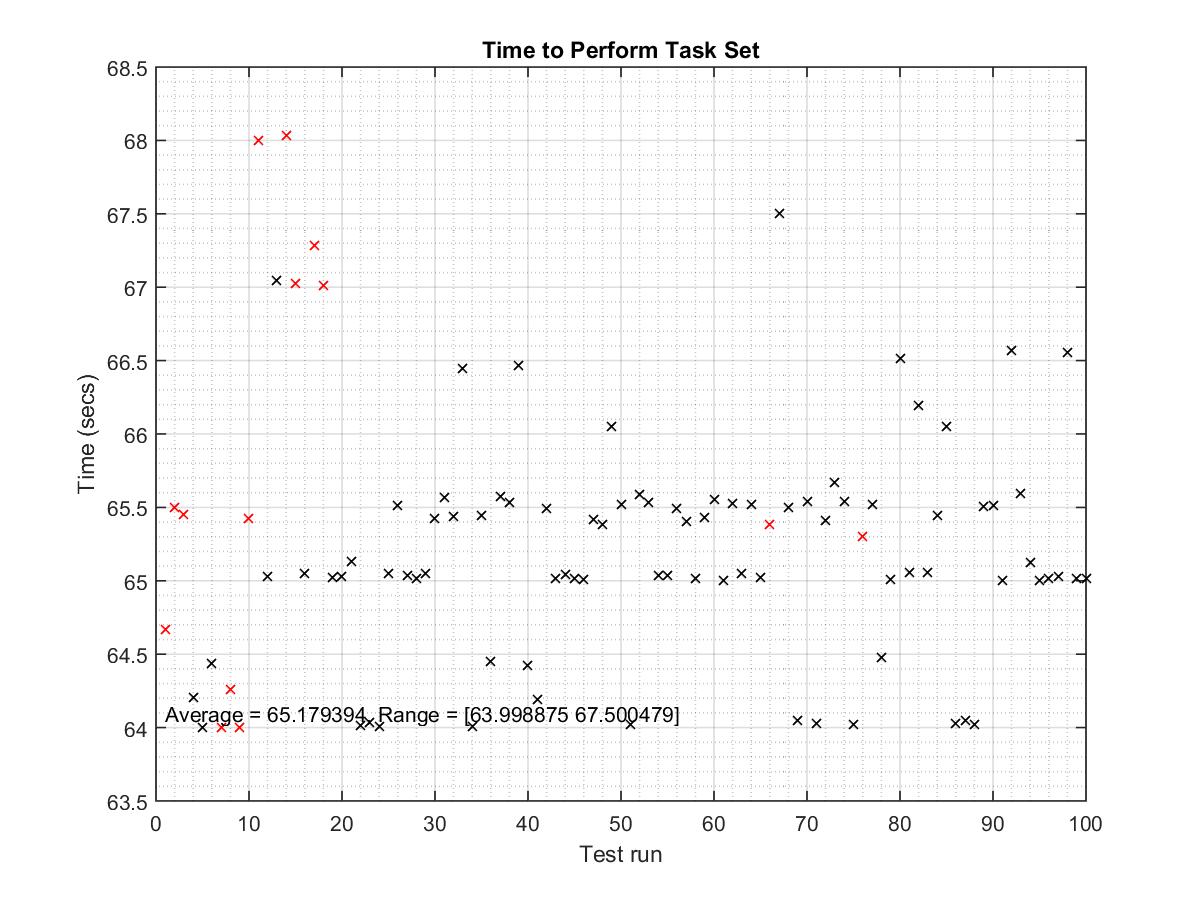 Time to Perform Task Set
68.5
68
67.5
67
66.5
66
65.5
65
64.5
64
63.5
Time (secs)
Average = 65.179394, Range = [63.998875 67.500479]
0 10 20 30 40 50 60 70 80 90 100
Test run